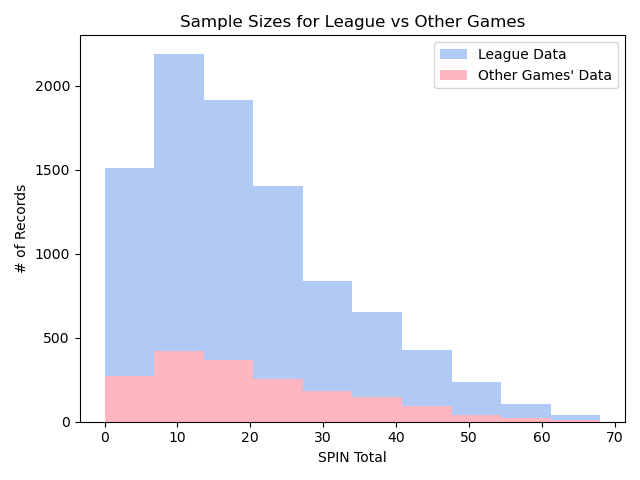 Sample Sizes for League vs Other Games
League Data
Other Games' Data
2000
1500
1000
500
0
# of Records
0 10 20 30 40 50 60 70
SPIN Total